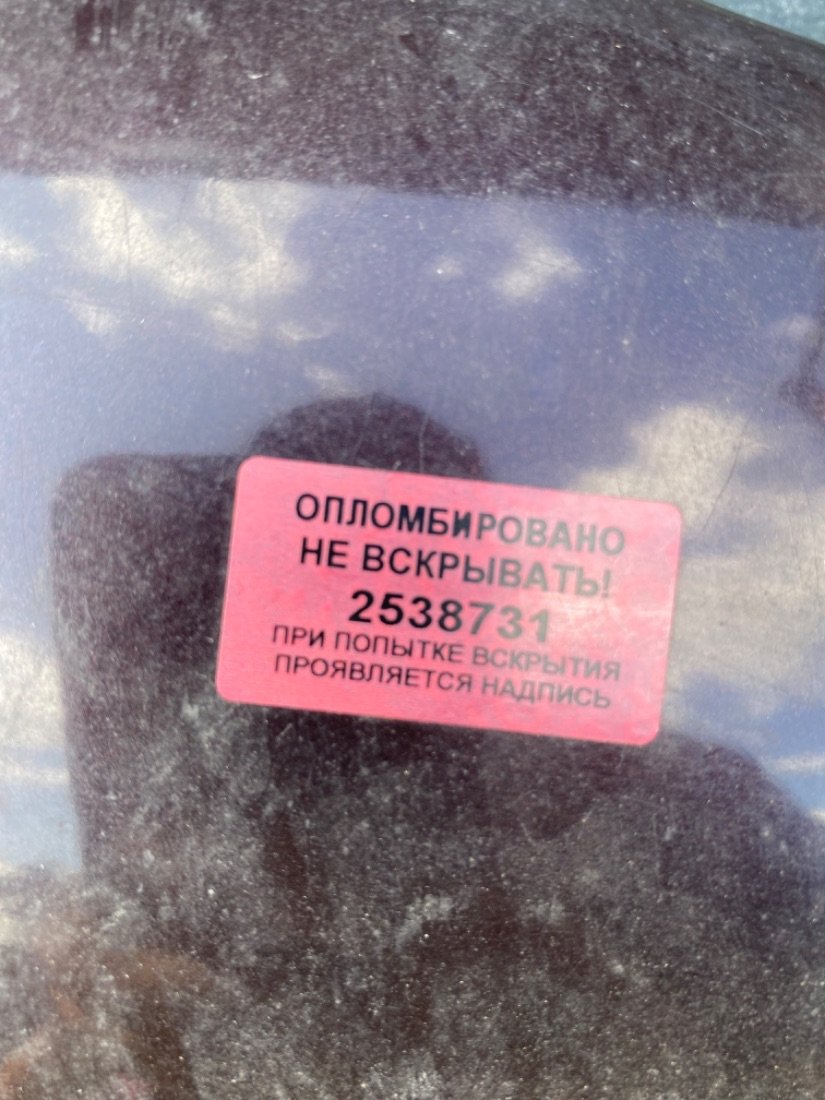 ОПЛОМБИРОВАНО
НЕ ВСКРЫВАТЬ!
2538731
ПРИ ПОПЫТКЕ ВСКРЫТИЯ
ПРОЯВЛЯЕТСЯ НАДПИСЬ